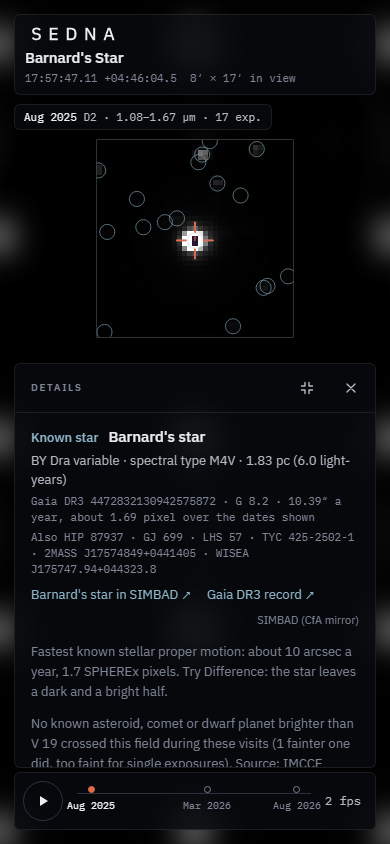 SEDNA
Barnard's Star
17:57:47.11 +04:46:04.5 8′ × 17′ in view
Aug 2025 D2 · 1.08–1.67 µm · 17 exp.
DETAILS
Known star Barnard's star
BY Dra variable · spectral type M4V · 1.83 pc (6.0 light-
years)
Gaia DR3 4472832130942575872 · G 8.2 · 10.39″ a
year, about 1.69 pixel over the dates shown
Also HIP 87937 · GJ 699 · LHS 57 · TYC 425-2502-1
· 2MASS J17574849+0441405 · WISEA
J175747.94+044323.8
Barnard's star in SIMBAD ↗ Gaia DR3 record ↗
SIMBAD (CfA mirror)
Fastest known stellar proper motion: about 10 arcsec a
year, 1.7 SPHEREx pixels. Try Difference: the star leaves
a dark and a bright half.
No known asteroid, comet or dwarf planet brighter than
V 19 crossed this field during these visits (1 fainter one
did, too faint for single exposures). Source: IMCCE
Aug 2025 Mar 2026 Aug 2026 2 fps